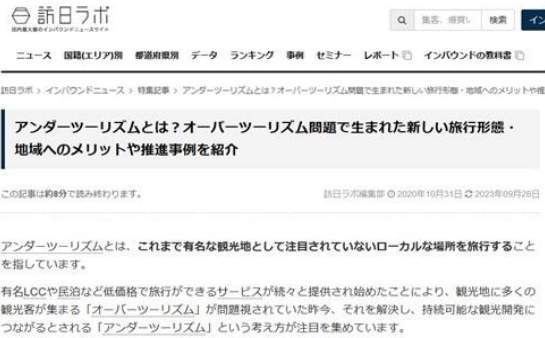 訪日ラボ
国内最大級のインバウンドニュースサイト
集客、爆買い 検索 イン
ニュース 国籍(エリア)別 都道府県別 データ ランキング 事例 セミナー レポート インバウンドの教科書
訪日ラボ > インバウンドニュース > 特集記事 > アンダーツーリズムとは?オーバーツーリズム問題で生まれた新しい旅行形態・地域へのメリットや推
アンダーツーリズムとは?オーバーツーリズム問題で生まれた新しい旅行形態・
地域へのメリットや推進事例を紹介
この記事は約8分で読み終わります。 訪日ラボ編集部 2020年10月31日 2023年09月28日
アンダーツーリズムとは、これまで有名な観光地として注目されていないローカルな場所を旅行すること
を指しています。
有名LCCや民泊など低価格で旅行ができるサービスが続々と提供され始めたことにより、観光地に多くの
観光客が集まる「オーバーツーリズム」が問題視されていた昨今、それを解決し、持続可能な観光開発に
つながるとされる「アンダーツーリズム」という考え方が注目を集めています。